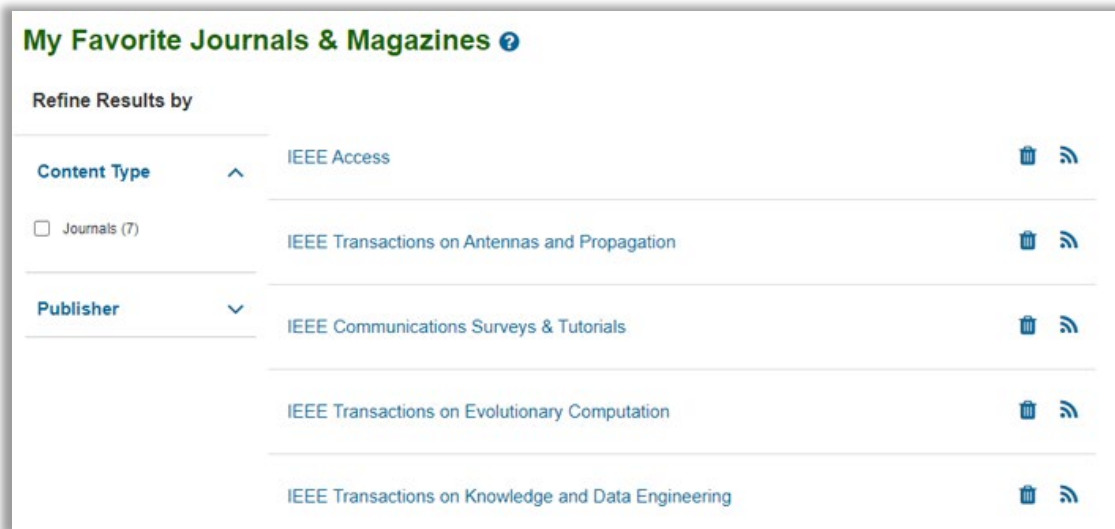 My Favorite Journals & Magazines ?
Refine Results by
Content Type
Journals (7)
Publisher
IEEE Access
IEEE Transactions on Antennas and Propagation
IEEE Communications Surveys & Tutorials
IEEE Transactions on Evolutionary Computation
IEEE Transactions on Knowledge and Data Engineering